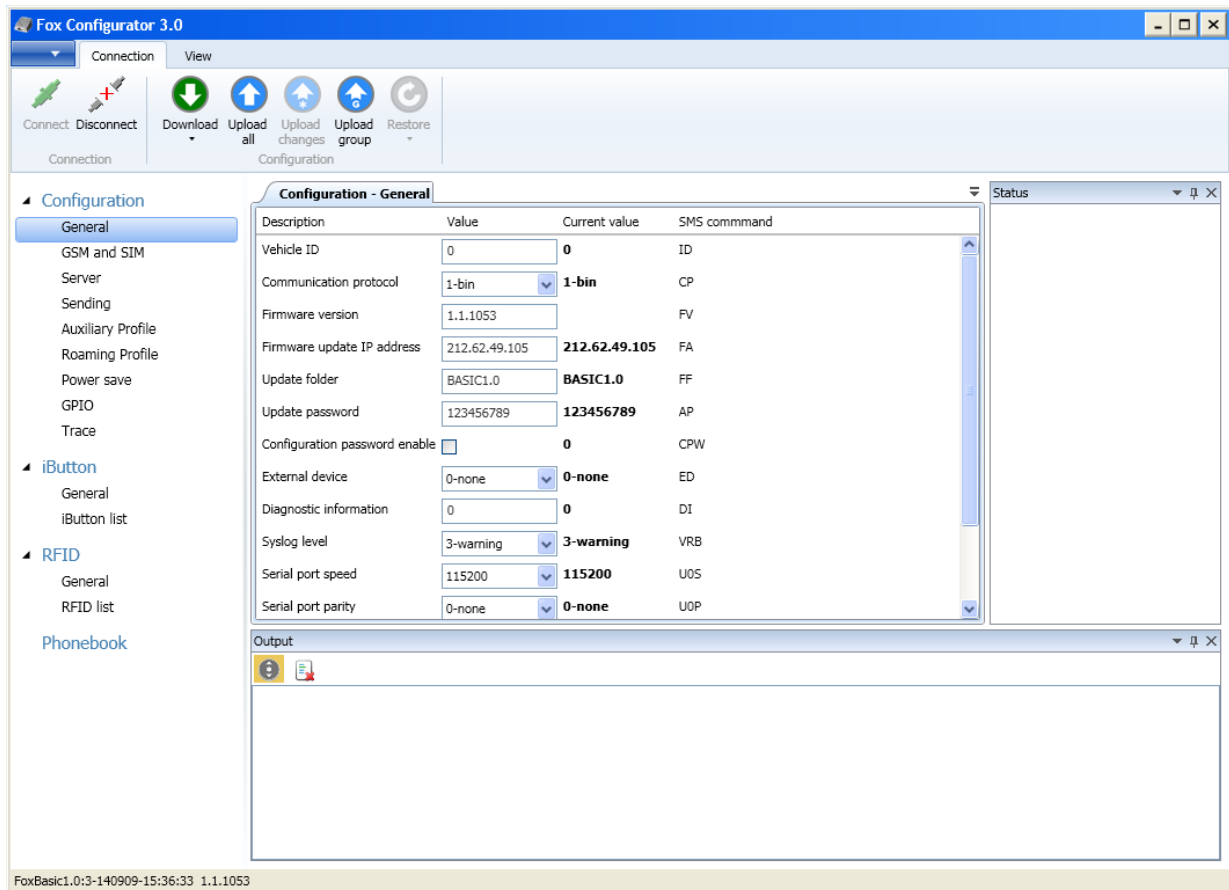 Fox Configurator 3.0
Connection View
Connect Disconnect Download Upload all Upload changes Upload group Restore
Connection Configuration
Configuration
General
GSM and SIM
Server
Sending
Auxiliary Profile
Roaming Profile
Power save
GPIO
Trace
iButton
General
iButton list
RFID
General
RFID list
Phonebook
Configuration - General
Description Value Current value SMS commmand
Vehicle ID 0 0 ID
Communication protocol 1-bin 1-bin CP
Firmware version 1.1.1053 FV
Firmware update IP address 212.62.49.105 212.62.49.105 FA
Update folder BASIC1.0 BASIC1.0 FF
Update password 123456789 123456789 AP
Configuration password enable 0 CPW
External device 0-none 0-none ED
Diagnostic information 0 0 DI
Syslog level 3-warning 3-warning VRB
Serial port speed 115200 115200 U0S
Serial port parity 0-none 0-none U0P
Status
Output
FoxBasic1.0:3-140909-15:36:33 1.1.1053